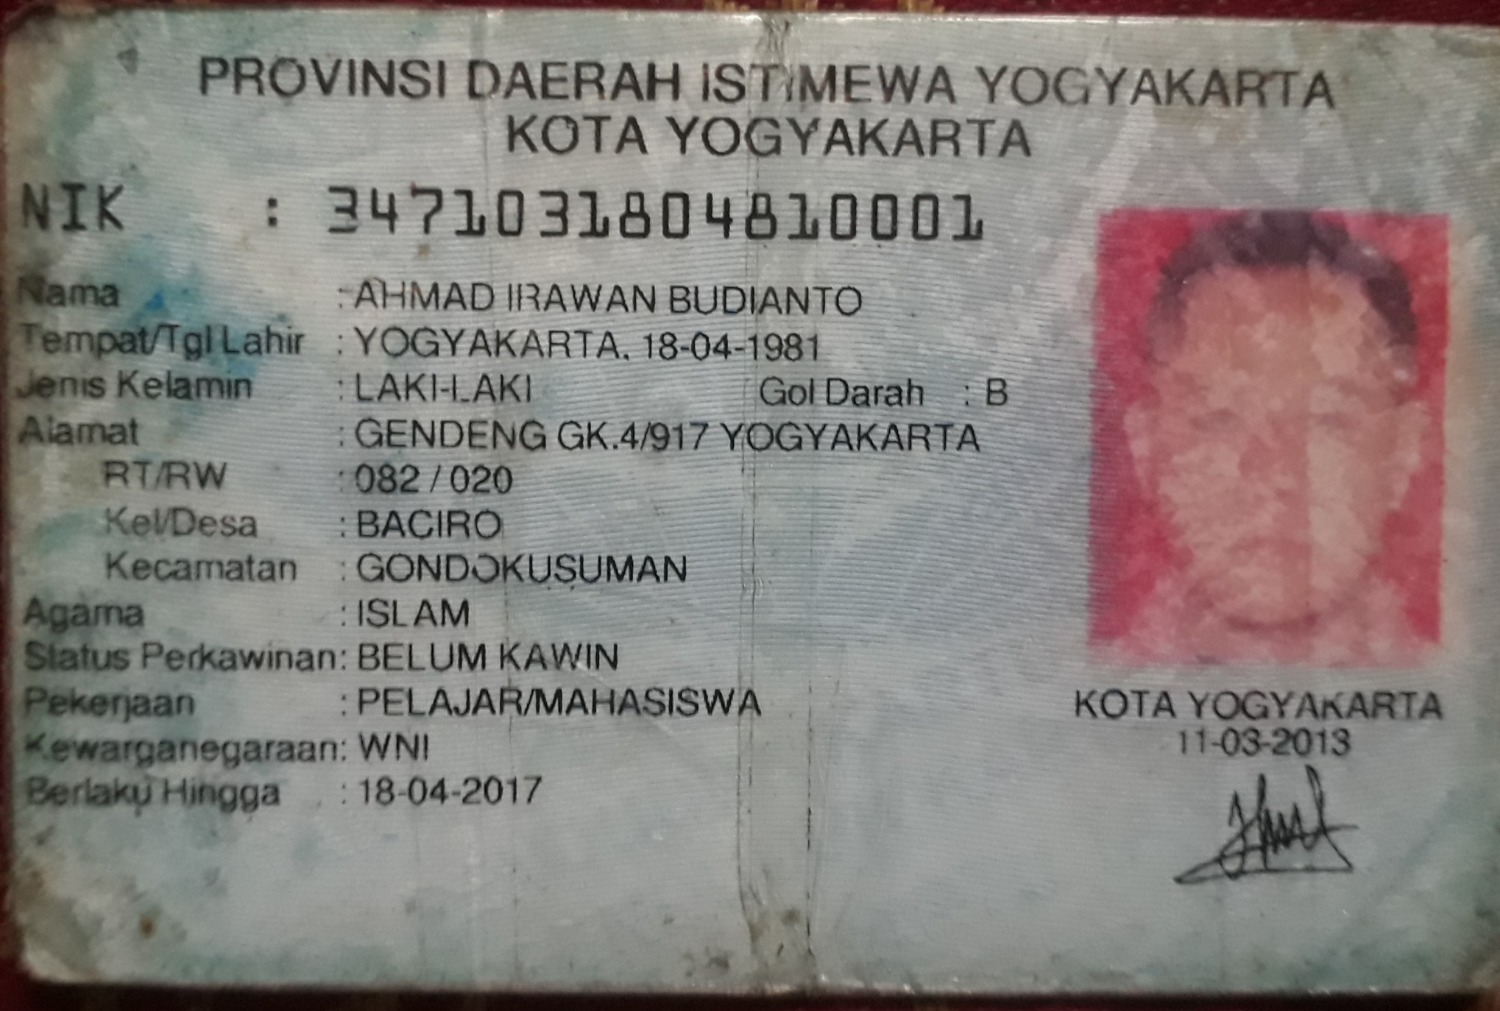 PROVINSI DAERAH ISTIMEWA YOGYAKARTA
KOTA YOGYAKARTA
NIK : 3471031804810001
Nama : AHMAD IRAWAN BUDIANTO
Tempat/Tgl Lahir : YOGYAKARTA, 18-04-1981
Jenis Kelamin : LAKI-LAKI Gol Darah : B
Alamat : GENDENG GK.4/917 YOGYAKARTA
RT/RW : 082 / 020
Kel/Desa : BACIRO
Kecamatan : GONDOKUSUMAN
Agama : ISLAM
Status Perkawinan: BELUM KAWIN
Pekerjaan : PELAJAR/MAHASISWA
Kewarganegaraan: WNI
Berlaku Hingga : 18-04-2017
KOTA YOGYAKARTA
11-03-2013